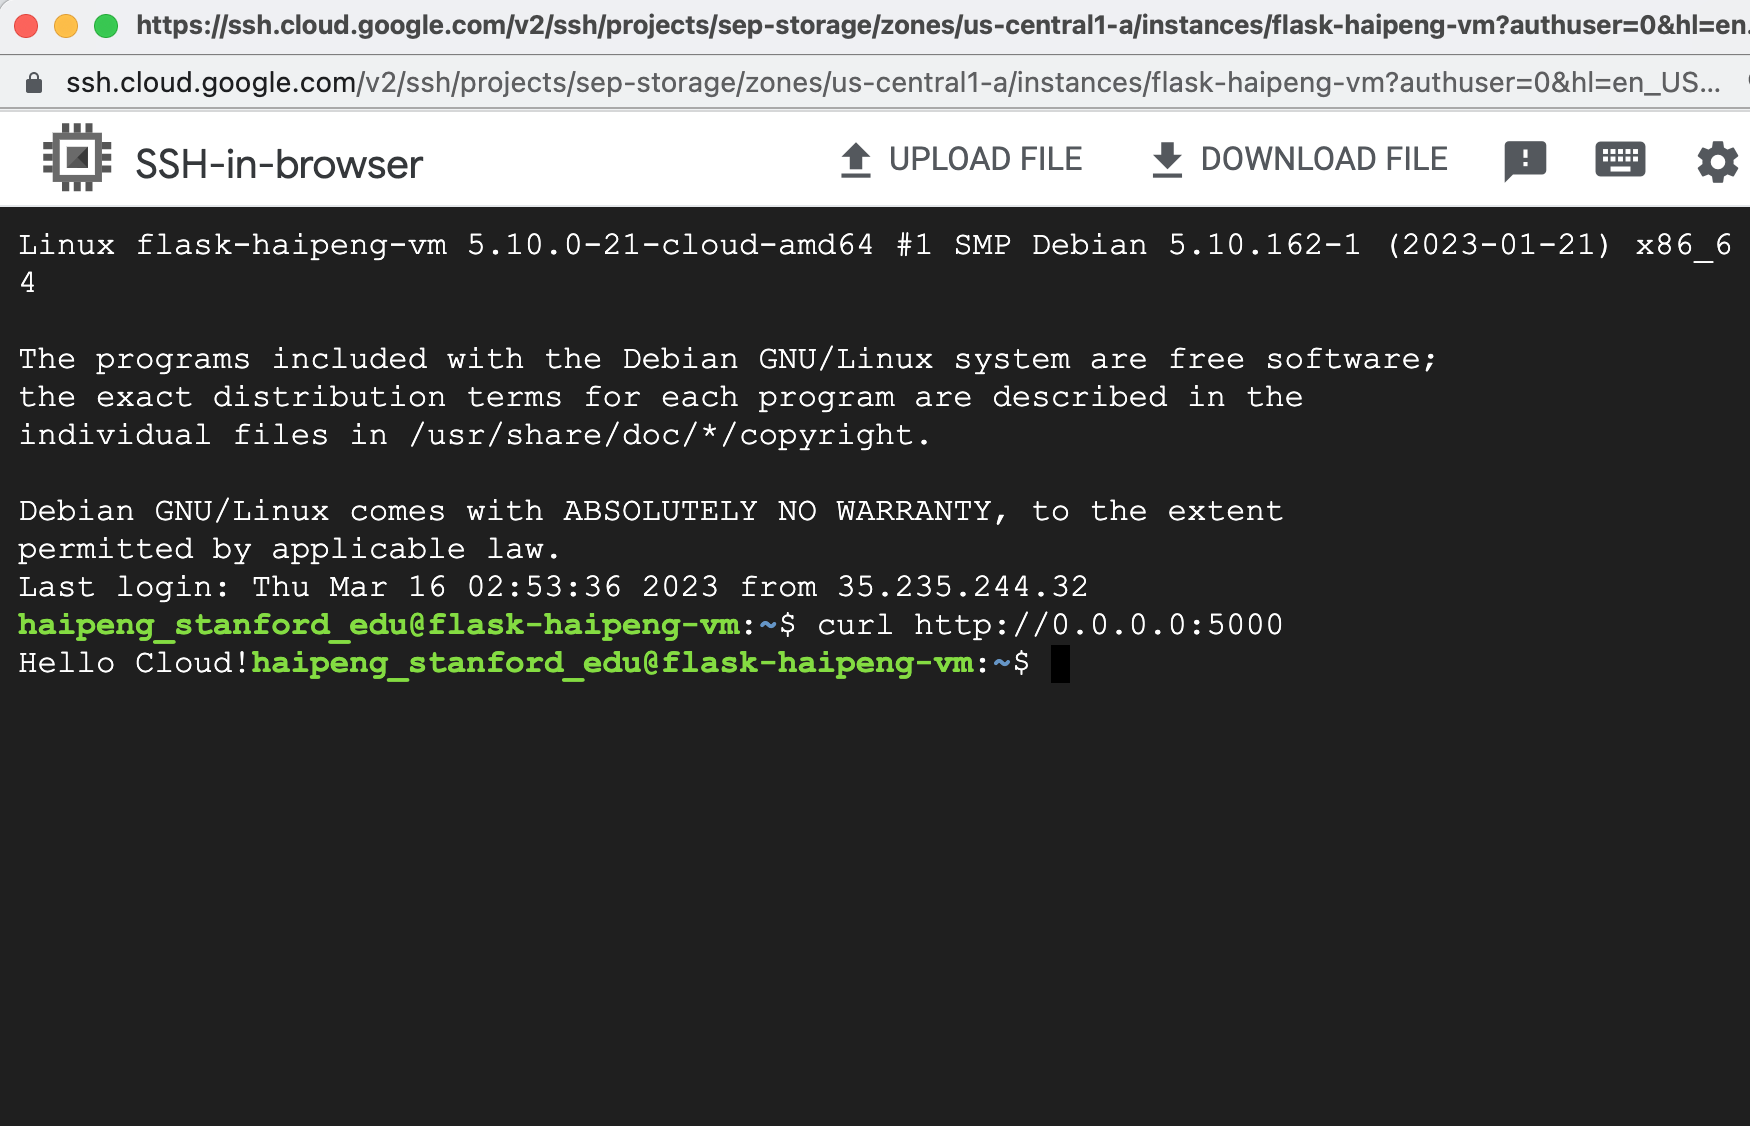 https://ssh.cloud.google.com/v2/ssh/projects/sep-storage/zones/us-central1-a/instances/flask-haipeng-vm?authuser=0&hl=en
ssh.cloud.google.com/v2/ssh/projects/sep-storage/zones/us-central1-a/instances/flask-haipeng-vm?authuser=0&hl=en_US...
SSH-in-browser UPLOAD FILE DOWNLOAD FILE
Linux flask-haipeng-vm 5.10.0-21-cloud-amd64 #1 SMP Debian 5.10.162-1 (2023-01-21) x86_6
4
The programs included with the Debian GNU/Linux system are free software;
the exact distribution terms for each program are described in the
individual files in /usr/share/doc/*/copyright.
Debian GNU/Linux comes with ABSOLUTELY NO WARRANTY, to the extent
permitted by applicable law.
Last login: Thu Mar 16 02:53:36 2023 from 35.235.244.32
haipeng_stanford_edu@flask-haipeng-vm:~$ curl http://0.0.0.0:5000
Hello Cloud!haipeng_stanford_edu@flask-haipeng-vm:~$